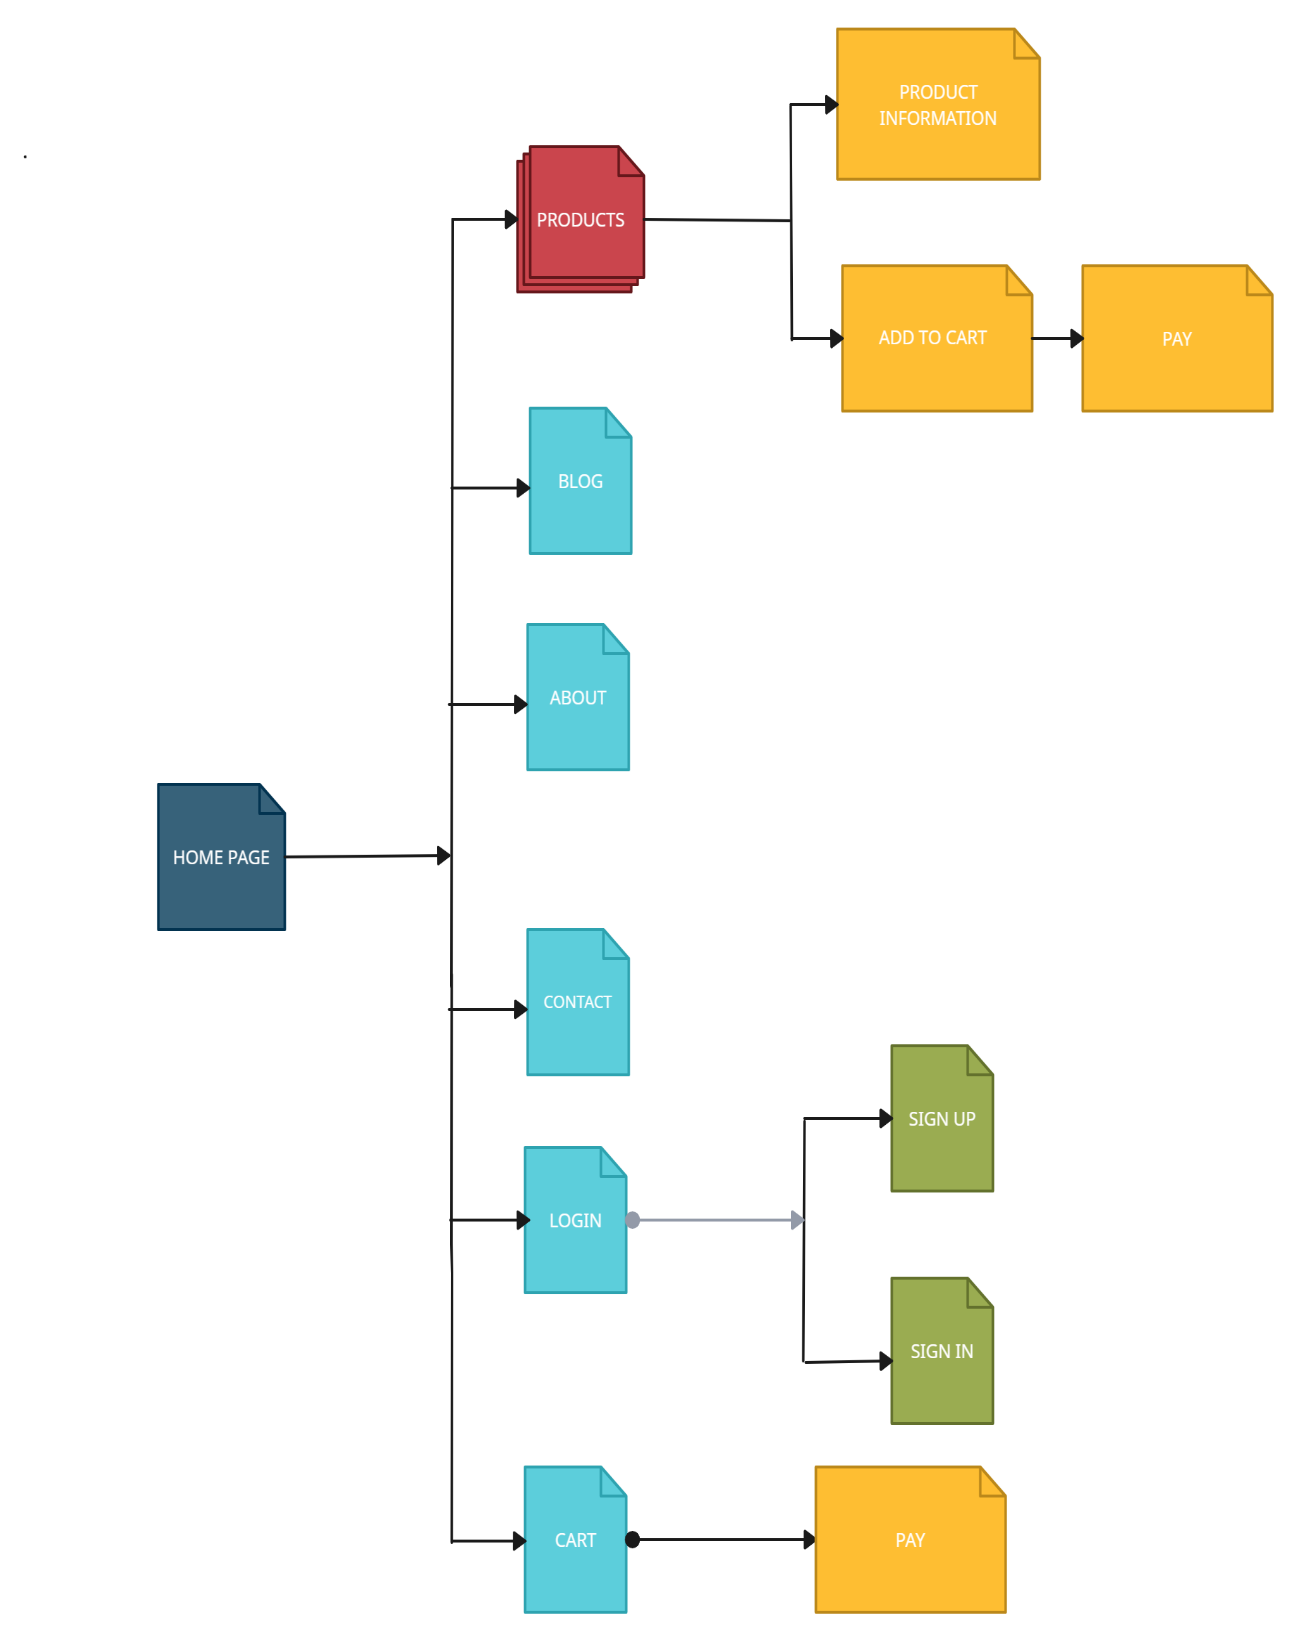 PRODUCT
INFORMATION
PRODUCTS
ADD TO CART
PAY
BLOG
ABOUT
HOME PAGE
CONTACT
SIGN UP
LOGIN
SIGN IN
CART
PAY